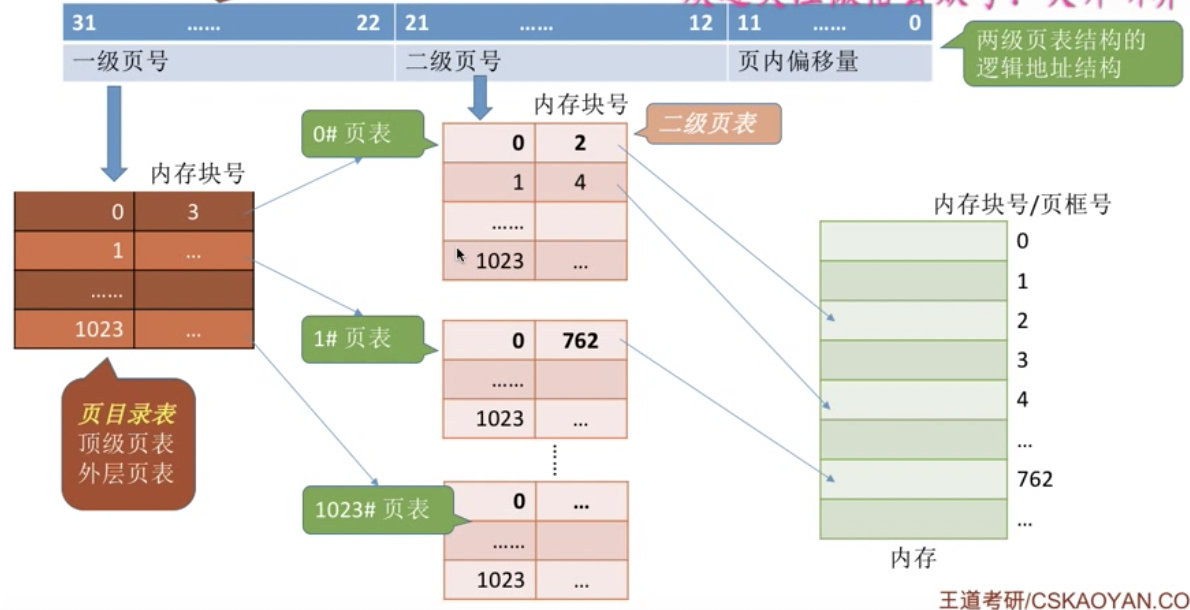 31 …… 22 21 …… 12 11 …… 0
一级页号 二级页号 页内偏移量
两级页表结构的
逻辑地址结构
内存块号
0 3
1 …
……
1023 …
页目录表
顶级页表
外层页表
0# 页表
内存块号
二级页表
0 2
1 4
……
1023 …
1# 页表
0 762
……
1023 …
1023# 页表
0 …
……
1023 …
内存块号/页框号
0
1
2
3
4
…
762
…
内存
王道考研/CSKAOYAN.CO